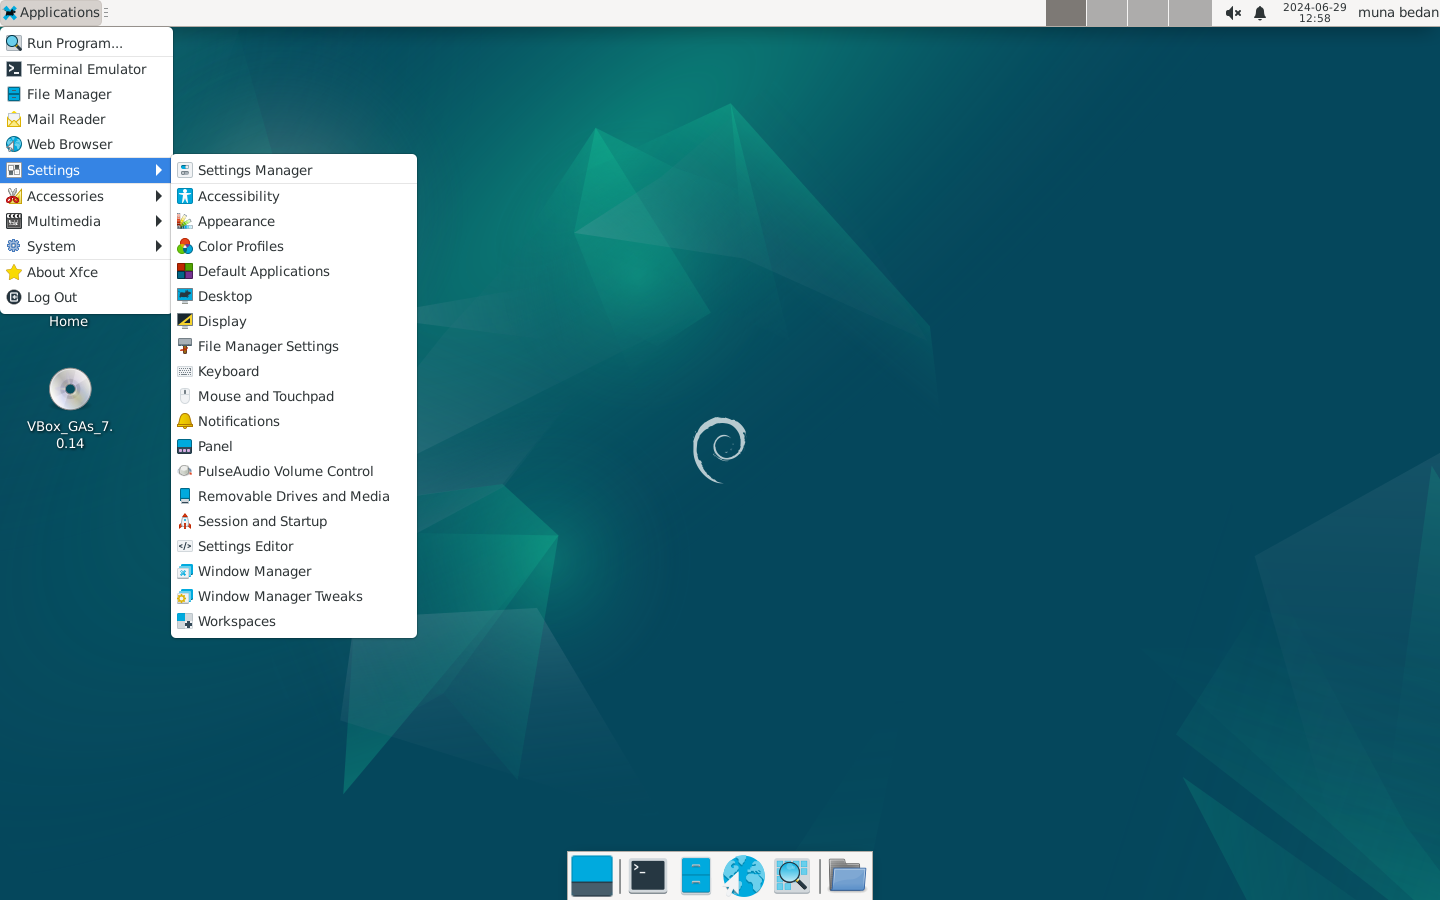 Applications
2024-06-29
12:58
muna bedan
Run Program...
Terminal Emulator
File Manager
Mail Reader
Web Browser
Settings
Accessories
Multimedia
System
About Xfce
Log Out
Settings Manager
Accessibility
Appearance
Color Profiles
Default Applications
Desktop
Display
File Manager Settings
Keyboard
Mouse and Touchpad
Notifications
Panel
PulseAudio Volume Control
Removable Drives and Media
Session and Startup
Settings Editor
Window Manager
Window Manager Tweaks
Workspaces
Home
VBox_GAs_7.
0.14